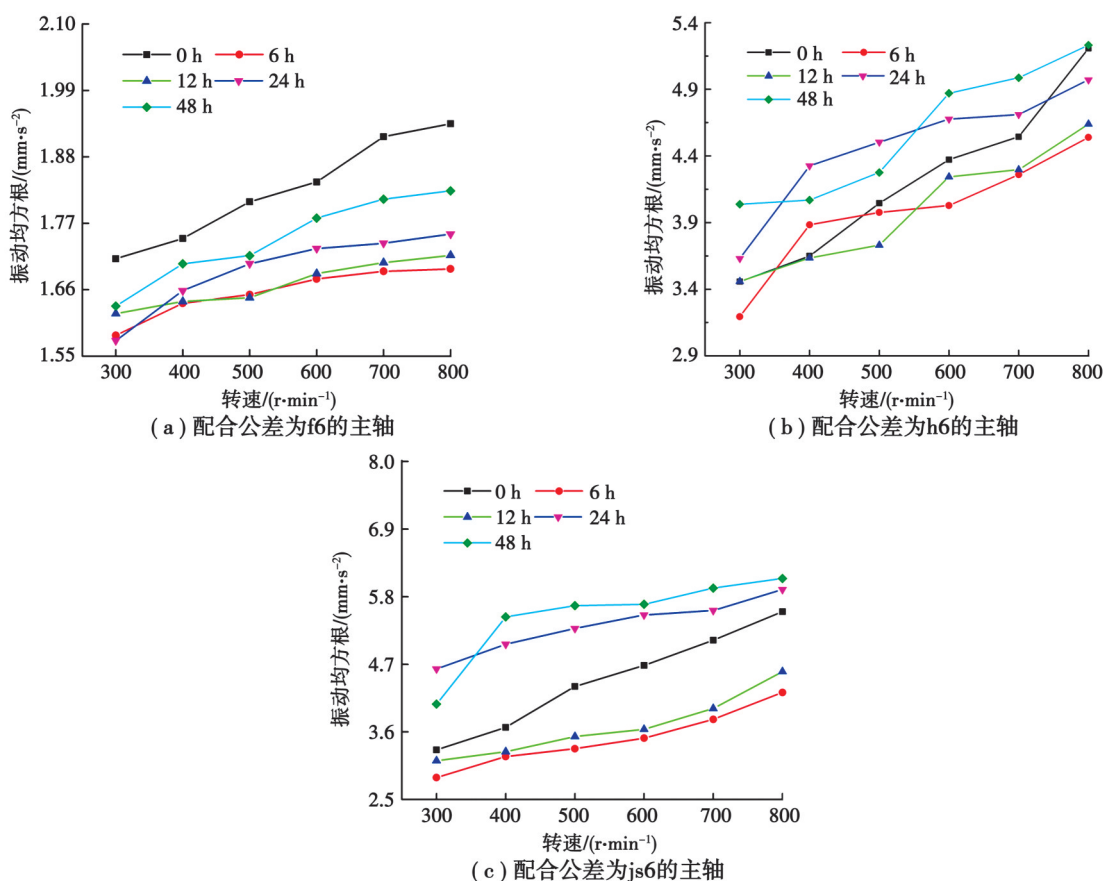 2.10
1.99
1.88
1.77
1.66
1.55
振动均方根/(mm·s⁻²)
0 h 6 h
12 h 24 h
48 h
300 400 500 600 700 800
转速/(r·min⁻¹)
(a)配合公差为f6的主轴
5.4
4.9
4.4
3.9
3.4
2.9
振动均方根/(mm·s⁻²)
0 h 6 h
12 h 24 h
48 h
300 400 500 600 700 800
转速/(r·min⁻¹)
(b)配合公差为h6的主轴
8.0
6.9
5.8
4.7
3.6
2.5
振动均方根/(mm·s⁻²)
0 h 6 h
12 h 24 h
48 h
300 400 500 600 700 800
转速/(r·min⁻¹)
(c)配合公差为js6的主轴